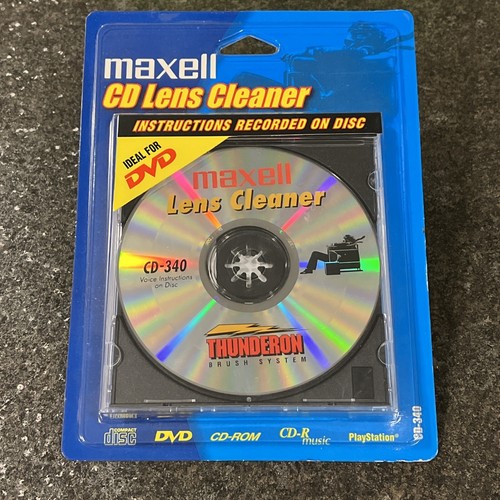 maxell
CD Lens Cleaner
INSTRUCTIONS RECORDED ON DISC
IDEAL FOR
DVD
maxell
Lens Cleaner
CD-340
Voice Instructions
on Disc
THUNDERON
BRUSH SYSTEM
COMPACT
disc
DVD
CD-ROM
CD-R
music
PlayStation®
CD-340